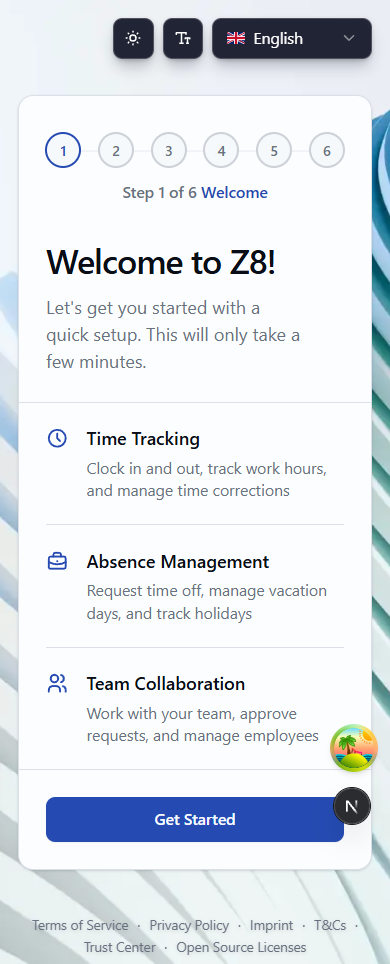 Tт English
1 2 3 4 5 6
Step 1 of 6 Welcome
Welcome to Z8!
Let's get you started with a
quick setup. This will only take a
few minutes.
Time Tracking
Clock in and out, track work hours,
and manage time corrections
Absence Management
Request time off, manage vacation
days, and track holidays
Team Collaboration
Work with your team, approve
requests, and manage employees
Get Started
N
Terms of Service · Privacy Policy · Imprint · T&Cs ·
Trust Center · Open Source Licenses